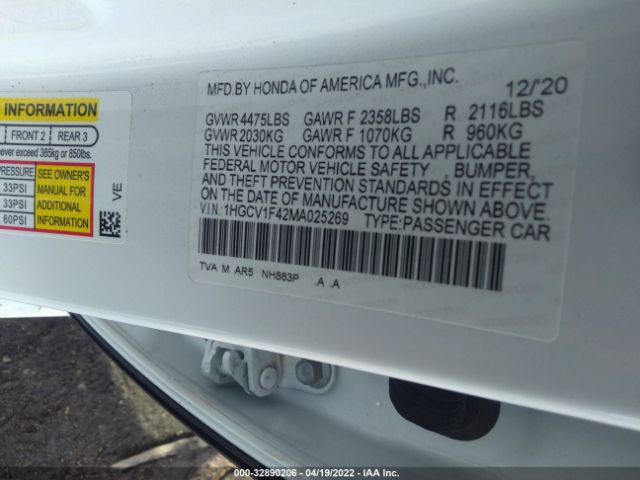 INFORMATION
FRONT 2 REAR 3
ever exceed 385kg or 850lbs.
PRESSURE
33PSI
33PSI
60PSI
SEE OWNER'S
MANUAL FOR
ADDITIONAL
INFORMATION
VE
MFD.BY HONDA OF AMERICA MFG.,INC. 12/'20
GVWR 4475LBS GAWR F 2358LBS R 2116LBS
GVWR 2030KG GAWR F 1070KG R 960KG
THIS VEHICLE CONFORMS TO ALL APPLICABLE
FEDERAL MOTOR VEHICLE SAFETY , BUMPER,
AND THEFT PREVENTION STANDARDS IN EFFECT
ON THE DATE OF MANUFACTURE SHOWN ABOVE.
V.I.N.:1HGCV1F42MA025269 TYPE:PASSENGER CAR
TVA M AR5 NH883P .A .A
000-32890206 - 04/19/2022 - IAA Inc.